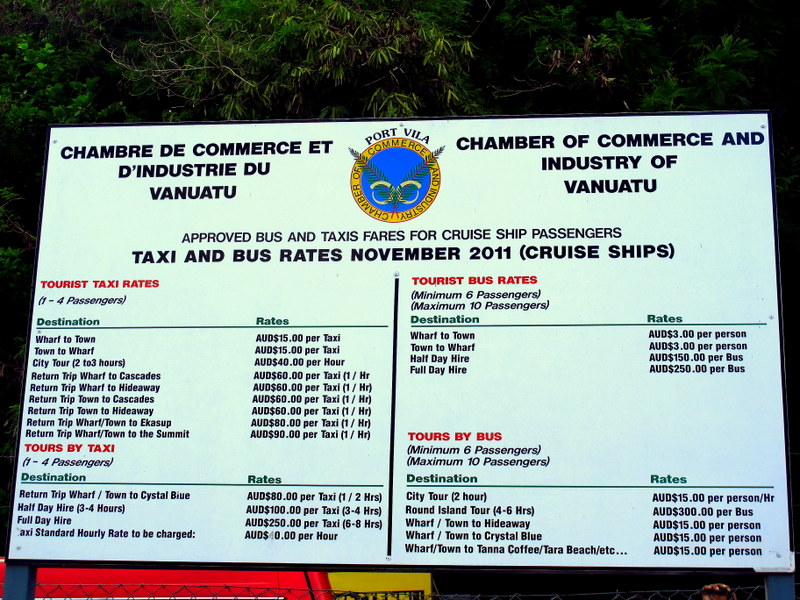 CHAMBRE DE COMMERCE ET
D'INDUSTRIE DU
VANUATU
PORT VILA
CHAMBER OF COMMERCE AND INDUSTRY
CHAMBER OF COMMERCE AND
INDUSTRY OF
VANUATU
APPROVED BUS AND TAXIS FARES FOR CRUISE SHIP PASSENGERS
TAXI AND BUS RATES NOVEMBER 2011 (CRUISE SHIPS)
TOURIST TAXI RATES
(1 - 4 Passengers)
Destination Rates
Wharf to Town AUD$15.00 per Taxi
Town to Wharf AUD$15.00 per Taxi
City Tour (2 to3 hours) AUD$40.00 per Hour
Return Trip Wharf to Cascades AUD$60.00 per Taxi (1 / Hr
Return Trip Wharf to Hideaway AUD$60.00 per Taxi (1 / Hr)
Return Trip Town to Cascades AUD$60.00 per Taxi (1 / Hr)
Return Trip Town to Hideaway AUD$60.00 per Taxi (1 / Hr)
Return Trip Wharf/Town to Ekasup AUD$80.00 per Taxi (1 / Hr)
Return Trip Wharf/Town to the Summit AUD$90.00 per Taxi (1 / Hr)
TOURS BY TAXI
(1 - 4 Passengers)
Destination Rates
Return Trip Wharf / Town to Cystal Blue AUD$80.00 per Taxi (1 / 2 Hrs)
Half Day Hire (3-4 Hours) AUD$100.00 per Taxi (3-4 Hrs)
Full Day Hire AUD$250.00 per Taxi (6-8 Hrs)
axi Standard Hourly Rate to be charged: per Hour
TOURIST BUS RATES
(Minimum 6 Passengers)
(Maximum 10 Passengers)
Destination Rates
Wharf to Town AUD$3.00 per person
Town to Wharf AUD$3.00 per person
Half Day Hire AUD$150.00 per Bus
Full Day Hire AUD$250.00 per Bus
TOURS BY BUS
(Minimum 6 Passengers)
(Maximum 10 Passengers)
Destination Rates
City Tour (2 hour) AUD$15.00 per person/Hr
Round Island Tour (4-6 Hrs) AUD$300.00 per Bus
Wharf / Town to Hideaway AUD$15.00 per person
Wharf / Town to Crystal Blue AUD$15.00 per person
Wharf/Town to Tanna Coffee/Tara Beach/etc... AUD$15.00 per person